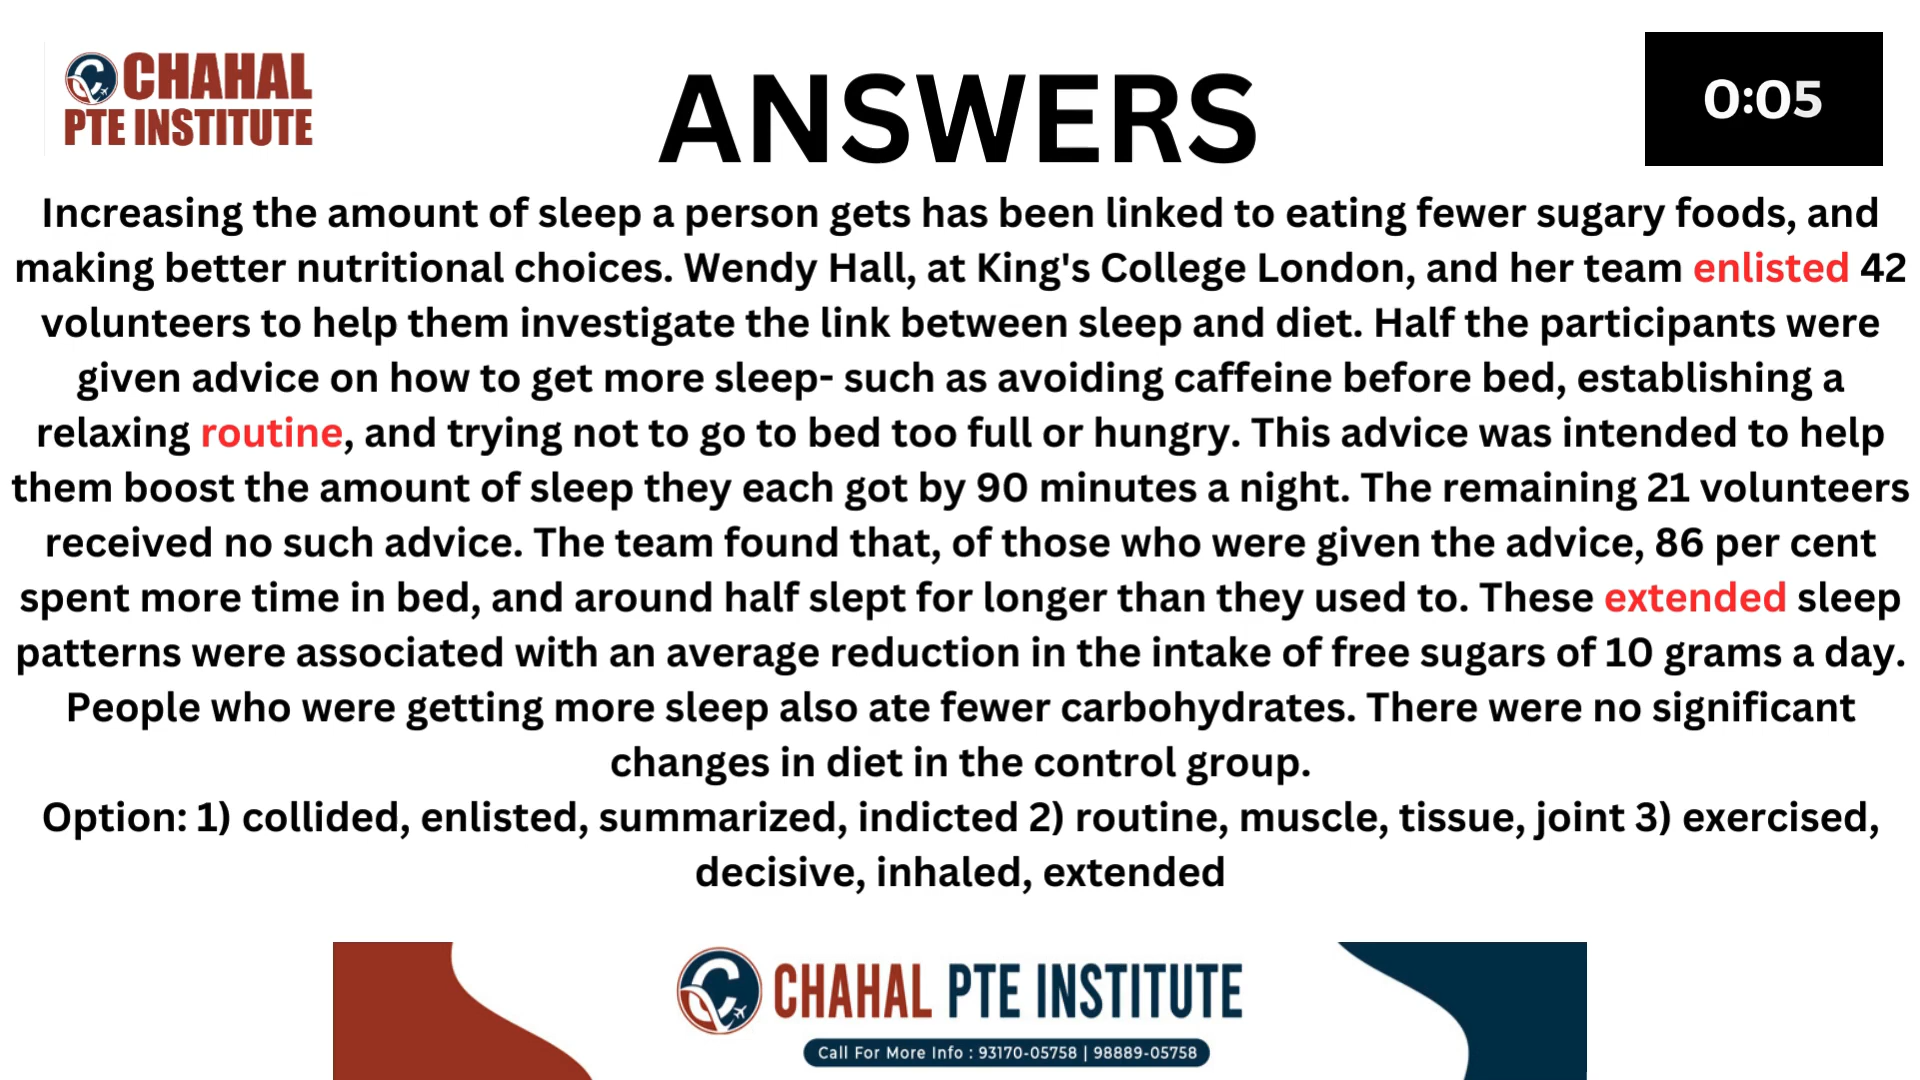 CHAHAL
PTE INSTITUTE
ANSWERS
0:05
Increasing the amount of sleep a person gets has been linked to eating fewer sugary foods, and
making better nutritional choices. Wendy Hall, at King's College London, and her team enlisted 42
volunteers to help them investigate the link between sleep and diet. Half the participants were
given advice on how to get more sleep- such as avoiding caffeine before bed, establishing a
relaxing routine, and trying not to go to bed too full or hungry. This advice was intended to help
them boost the amount of sleep they each got by 90 minutes a night. The remaining 21 volunteers
received no such advice. The team found that, of those who were given the advice, 86 per cent
spent more time in bed, and around half slept for longer than they used to. These extended sleep
patterns were associated with an average reduction in the intake of free sugars of 10 grams a day.
People who were getting more sleep also ate fewer carbohydrates. There were no significant
changes in diet in the control group.
Option: 1) collided, enlisted, summarized, indicted 2) routine, muscle, tissue, joint 3) exercised,
decisive, inhaled, extended
CHAHAL PTE INSTITUTE
Call For More Info : 93170-05758 | 98889-05758